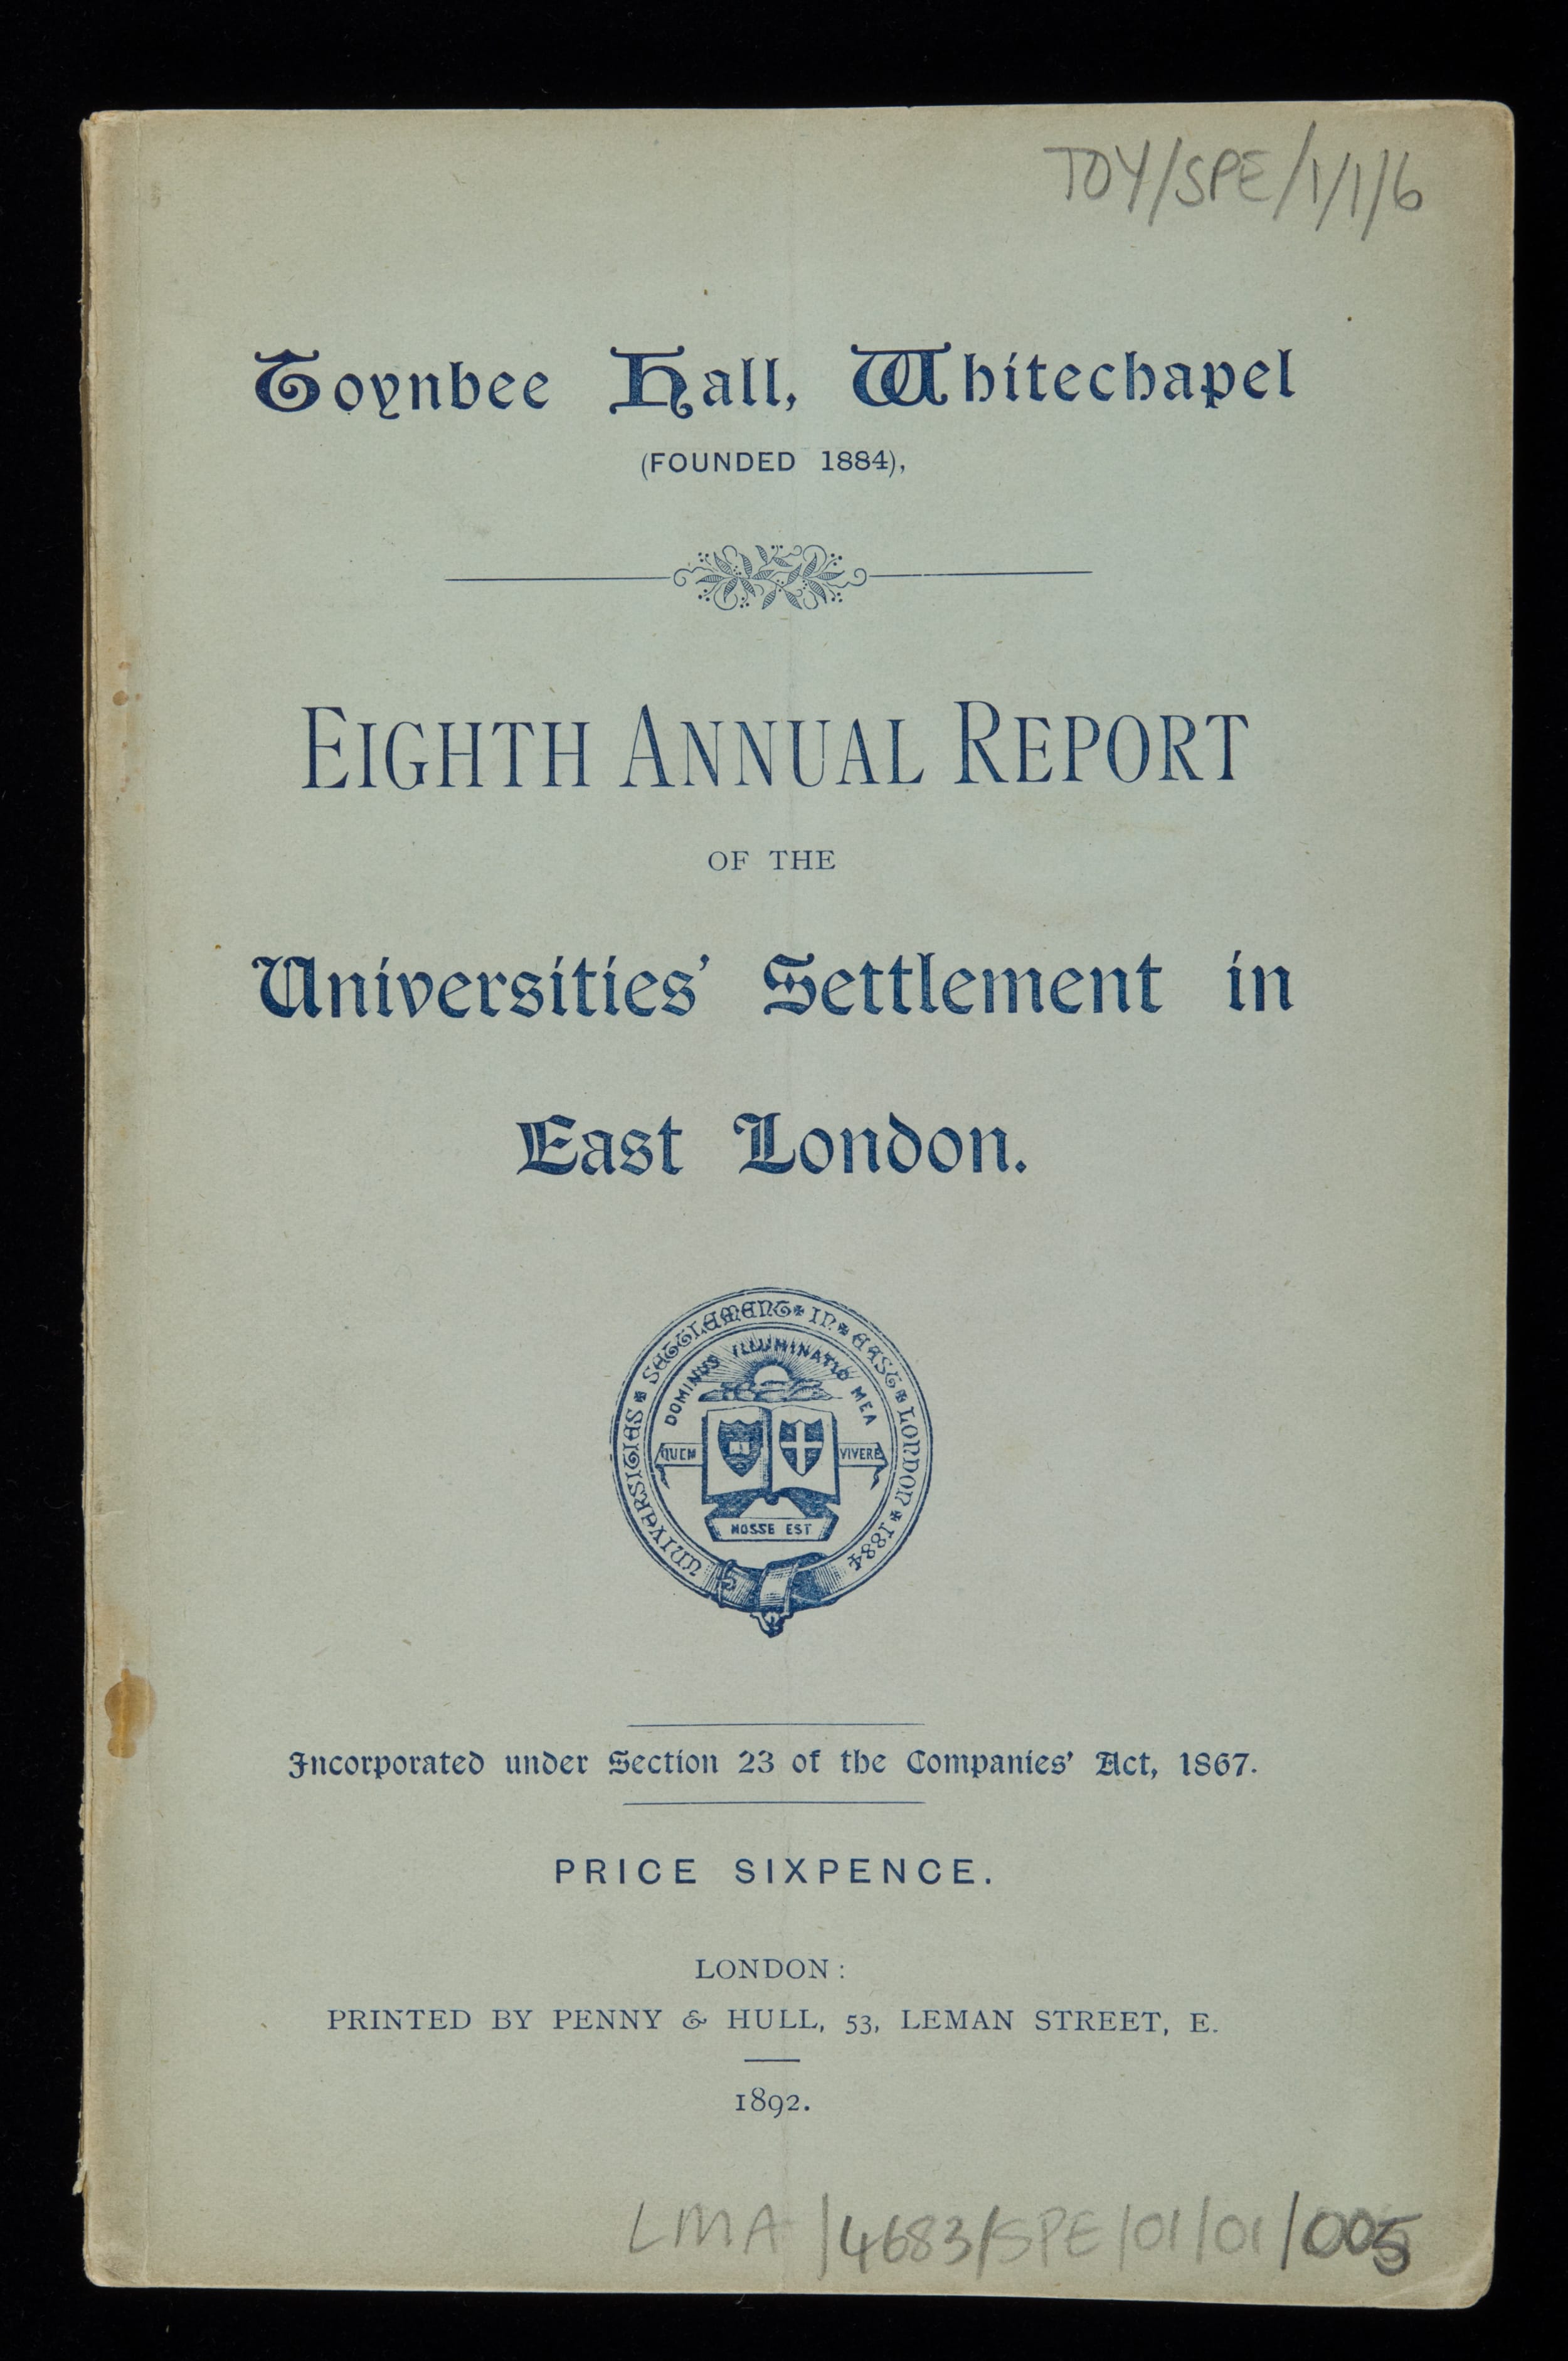 TOY/SPE/1/1/6
Toynbee Hall, Whitechapel
(FOUNDED 1884),
EIGHTH ANNUAL REPORT
OF THE
Universities' Settlement in
East London.
UNIVERSITIES SETTLEMENT IN EAST LONDON 1884
DOMINUS ILLUMINATIO MEA
QUEM VIVERE
NOSSE EST
Incorporated under Section 23 of the Companies' Act, 1867.
PRICE SIXPENCE.
LONDON:
PRINTED BY PENNY & HULL, 53, LEMAN STREET, E.
1892.
LMA/4683/SPE/01/01/005